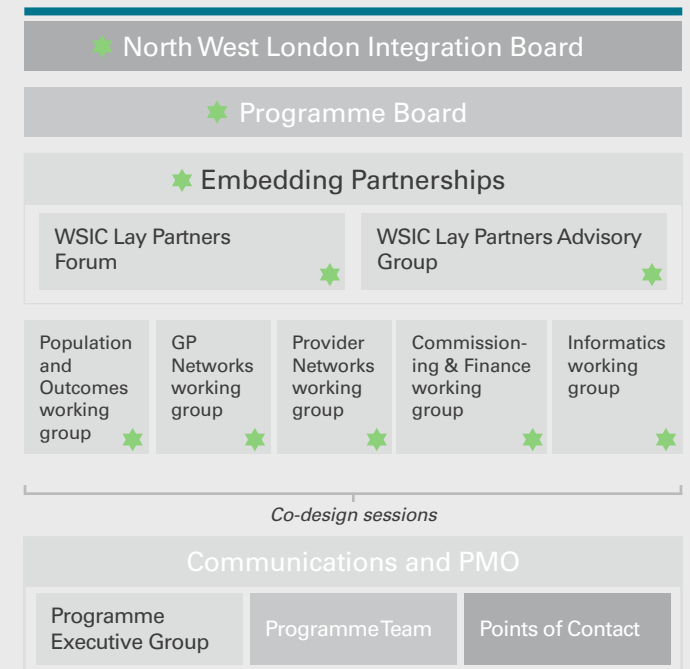 North West London Integration Board
Programme Board
Embedding Partnerships
WSIC Lay Partners
Forum
WSIC Lay Partners Advisory
Group
Population
and
Outcomes
working
group
GP
Networks
working
group
Provider
Networks
working
group
Commission-
ing & Finance
working
group
Informatics
working
group
Co-design sessions
Communications and PMO
Programme
Executive Group
Programme Team
Points of Contact